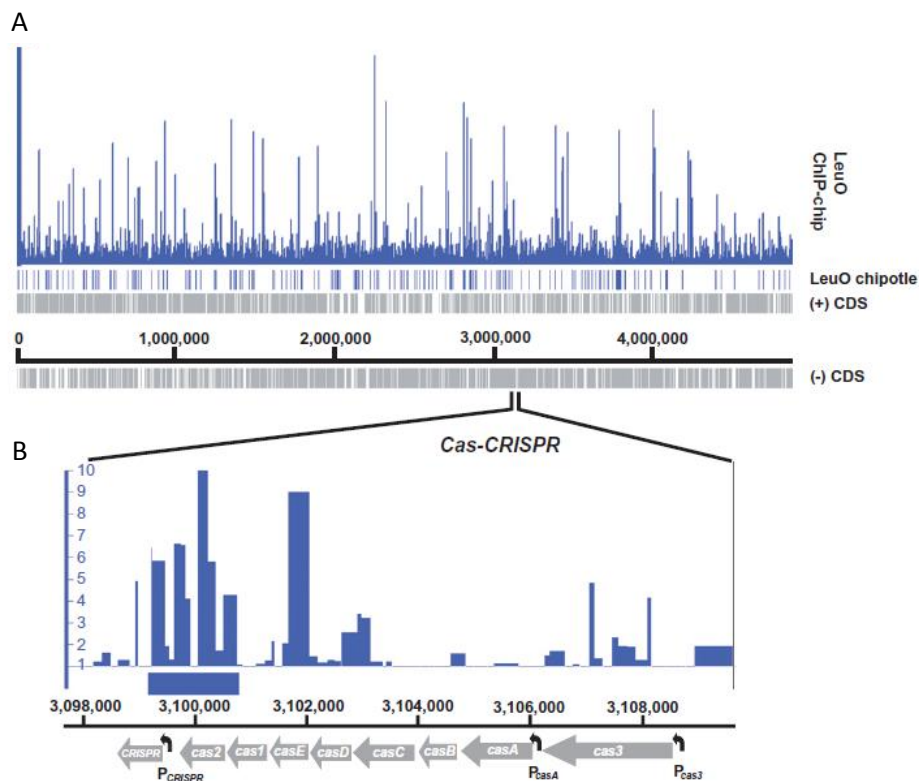 A
LeuO
ChIP-chip
LeuO chipotle
(+) CDS
0 1,000,000 2,000,000 3,000,000 4,000,000
(-) CDS
Cas-CRISPR
B
10
9
8
7
6
5
4
3
2
1
3,098,000 3,100,000 3,102,000 3,104,000 3,106,000 3,108,000
CRISPR cas2 cas1 casE casD casC casB casA cas3
PCRISPR PcasA Pcas3